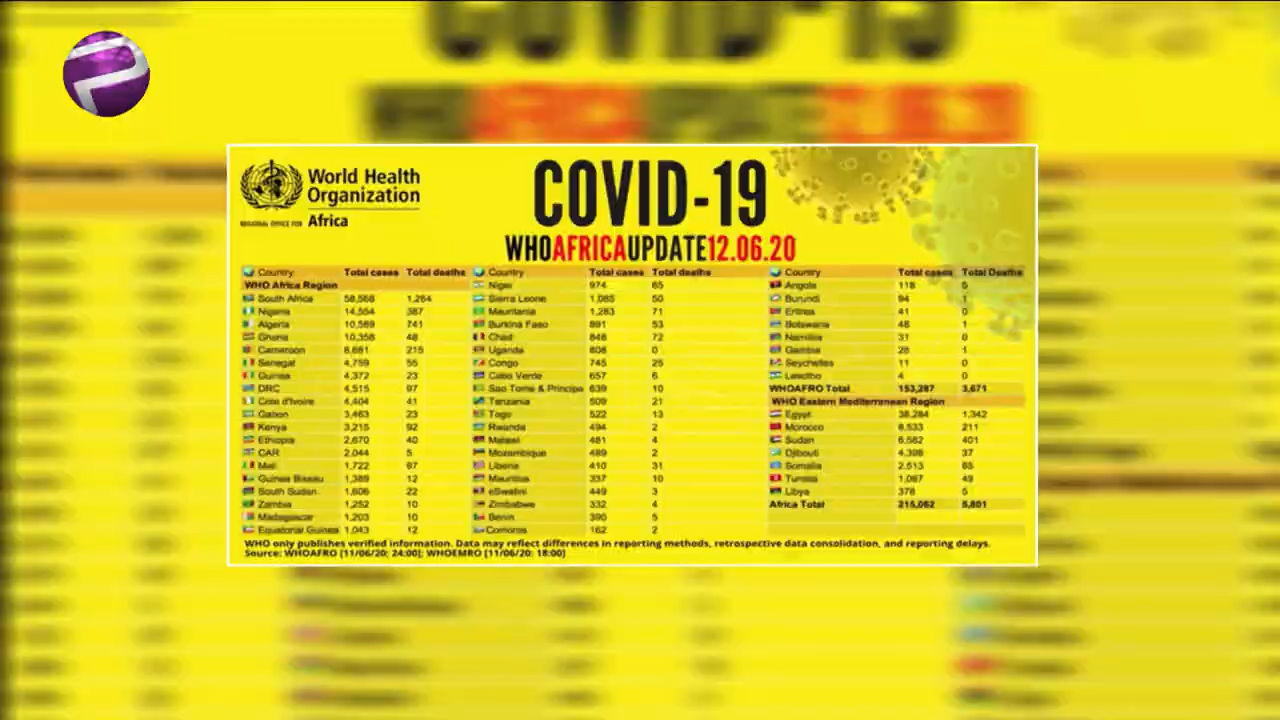 World Health
Organization
REGIONAL OFFICE FOR Africa
COVID-19
WHOAFRICAUPDATE12.06.20
Country Total cases Total deaths
WHO Africa Region
South Africa 58,568 1,264
Nigeria 14,554 387
Algeria 10,589 741
Ghana 10,358 48
Cameroon 8,681 215
Senegal 4,759 55
Guinea 4,372 23
DRC 4,515 97
Cote d'Ivoire 4,404 41
Gabon 3,463 23
Kenya 3,215 92
Ethiopia 2,670 40
CAR 2,044 5
Mali 1,722 97
Guinea Bissau 1,389 12
South Sudan 1,606 22
Zambia 1,252 10
Madagascar 1,203 10
Equatorial Guinea 1,043 12
Country Total cases Total deaths
Niger 974 65
Sierra Leone 1,085 50
Mauritania 1,283 71
Burkina Faso 891 53
Chad 848 72
Uganda 808 0
Congo 745 25
Cabo Verde 657 6
Sao Tome & Principe 639 10
Tanzania 509 21
Togo 522 13
Rwanda 494 2
Malawi 481 4
Mozambique 489 2
Liberia 410 31
Mauritius 337 10
eSwatini 449 3
Zimbabwe 332 4
Benin 390 5
Comoros 162 2
Country Total cases Total Deaths
Angola 118 5
Burundi 94 1
Eritrea 41 0
Botswana 48 1
Namibia 31 0
Gambia 28 1
Seychelles 11 0
Lesotho 4 0
WHOAFRO Total 153,287 3,671
WHO Eastern Mediterranean Region
Egypt 38,284 1,342
Morocco 8,533 211
Sudan 6,582 401
Djibouti 4,398 37
Somalia 2,513 85
Tunisia 1,087 49
Libya 378 5
Africa Total 215,062 5,801
WHO only publishes verified information. Data may reflect differences in reporting methods, retrospective data consolidation, and reporting delays.
Source: WHOAFRO [11/06/20; 24:00]; WHOEMRO [11/06/20; 18:00]